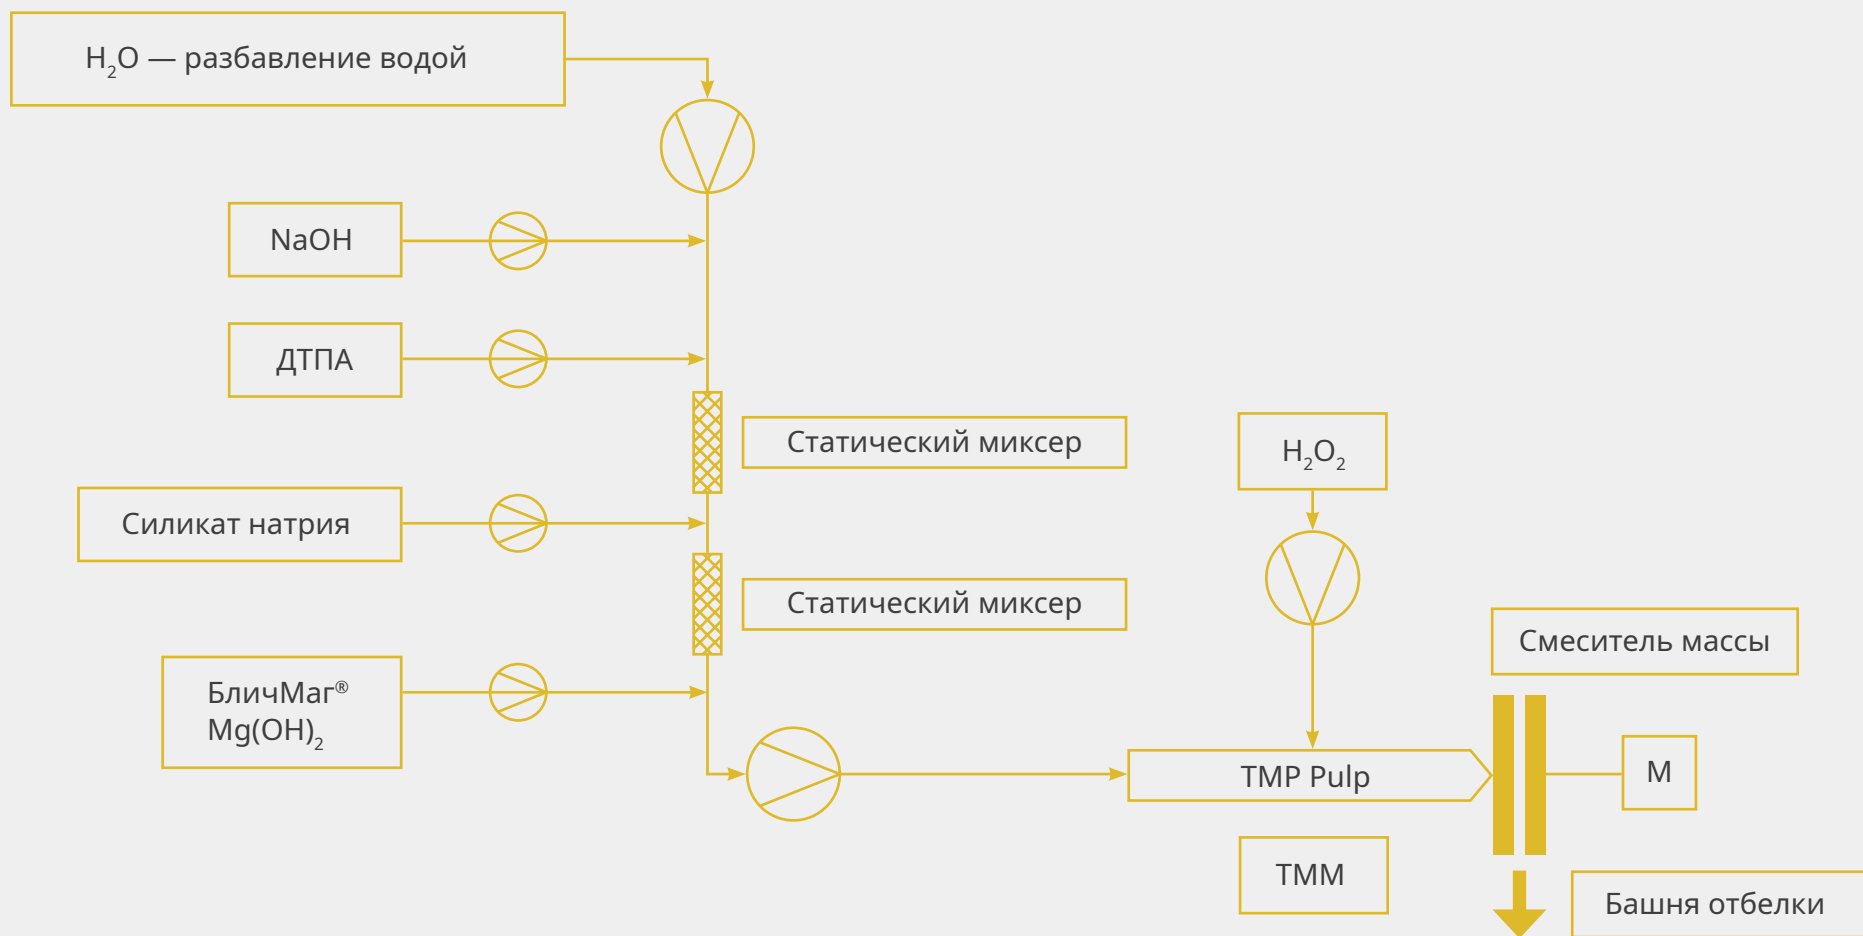 H₂O — разбавление водой
NaOH
ДТПА
Статический миксер
H₂O₂
Силикат натрия
Статический миксер
Смеситель массы
БличМаг®
Mg(OH)₂
TMP Pulp
М
ТММ
Башня отбелки